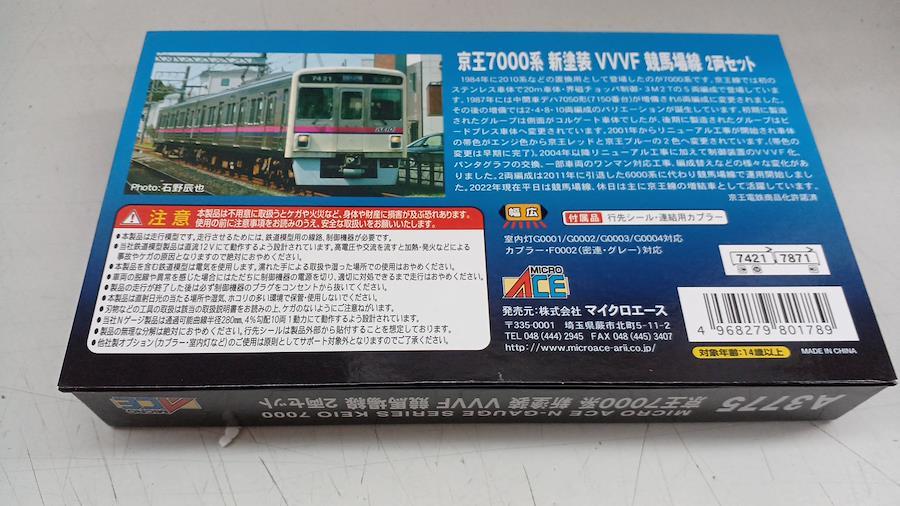 京王7000系 新塗装 VVVF 競馬場線 2両セット
1984年に2010系などの置換用として登場したのが7000系です。京王線では初の
ステンレス車体で20m車体・界磁チョッパ制御・3M2Tの5両編成で登場していま
す。1987年には中間車デハ7050形(7150番台)が増備され6両編成に変更されました。
その後の増備では2・4・8・10両編成のバリエーションが登場しています。初期に製造
されたグループは側面がコルゲート車体でしたが、後期に製造されたグループはビ
ードプレス車体へ変更されています。2001年からリニューアル工事が開始され車体
の帯色がエンジ色から京王レッドと京王ブルーの2色へ変更されています。(帯色の
変更は早期に完了)。2004年以降リニューアル工事に加えて制御装置のVVVF化、
パンタグラフの交換、一部車両のワンマン対応工事、編成替えなどの様々な変化があ
りました。2両編成は2011年に引退した6000系に代わり競馬場線で運用開始しまし
た。2022年現在平日は競馬場線、休日は主に京王線の増結車として活躍しています。
京王電鉄商品化許諾済
7421
KEIO
Photo:石野辰也
注意
本製品は不用意に取扱うとケガや火災など、身体や財産に損害が及ぶ恐れあります。
使用の前に注意事項をお読みのうえ、安全な取扱いをお願いいたします。
●本製品は走行模型です。走行させるためには、鉄道模型用の線路、制御機器が必要です。
●当社鉄道模型製品は直流12Vにて動作するよう設計されています。高電圧や交流を流すと加熱・発火などによる
事故やケガの原因となりますので絶対におやめください。
●本製品を含む鉄道模型は電気を使用します。濡れた手による取扱や湿った場所での使用はおやめください。
●車両の脱線や異常を感じた場合にはただちに制御機器の電源を切り、適切に対処できるまで走行はおやめください。
●製品の走行が終了した後は必ず制御機器のプラグをコンセントから抜いてください。
●本製品は直射日光の当たる場所や湿気、ホコリの多い環境で保管・使用しないでください。
●刃物などの工具の取扱は該当の取扱説明書をお読みの上、ケガのないようにご注意ください。
●当社Nゲージ製品は通過可能曲線半径280mm、4%勾配10両1動力にて動作するよう設計されています。
●製品の無理な分解は絶対におやめください。行先シールは製品外部から貼付することを想定しております。
●他社製オプション(カプラー・室内灯など)のご使用は原則としてサポート対象外となりますのでご了承ください。
幅広
付属品 行先シール・連結用カプラー
室内灯G0001/G0002/G0003/G0004対応
カプラー・F0002(密連・グレー)対応
7421 7871
MICRO
ACE
発売元:株式会社 マイクロエース
〒335-0001 埼玉県蕨市北町5-11-2
TEL 048 (444) 2945 FAX 048 (445) 3407
http://www.microace-arii.co.jp/
4 968279 801789
対象年齢:14歳以上
MADE IN CHINA
A3775
MICRO ACE N-GAUGE SERIES KEIO 7000
京王7000系 新塗装 VVVF 競馬場線 2両セット
MICRO
ACE